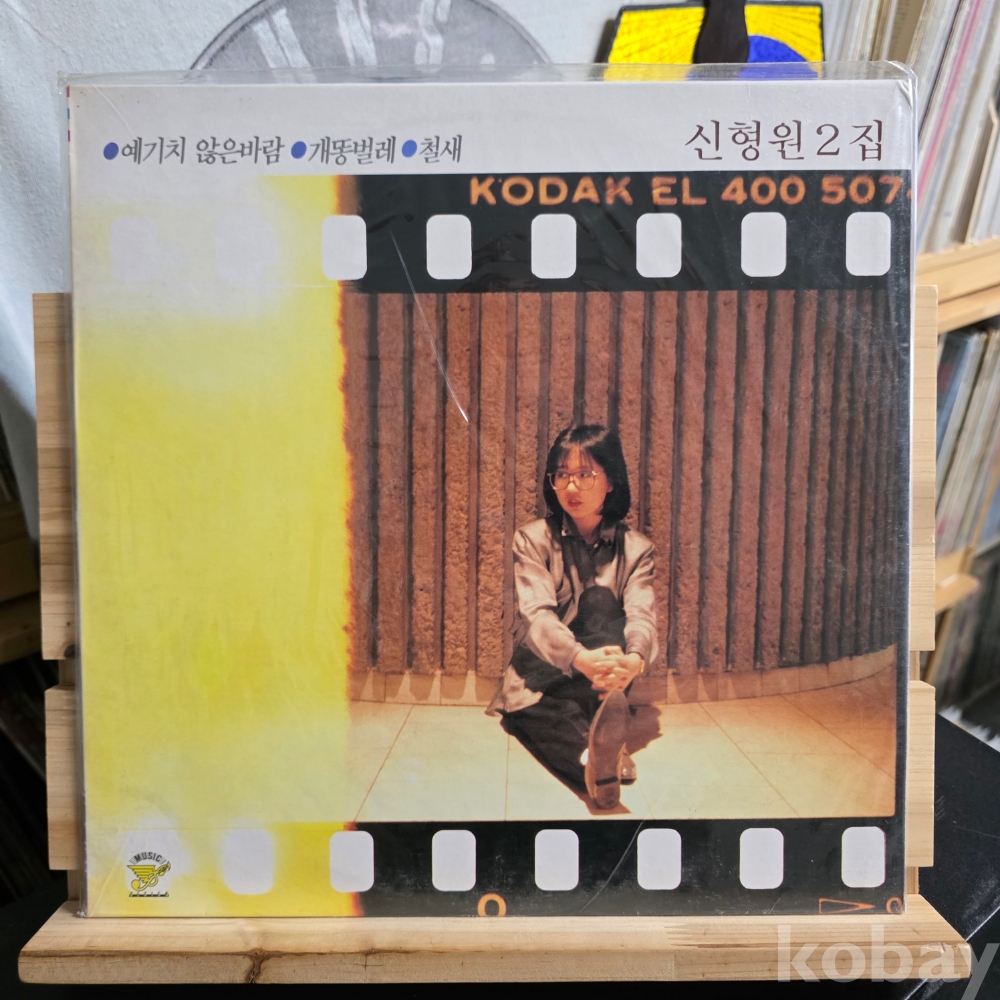 ●예기치 않은바람 ●개똥벌레 ●철새
신형원 2 집
KODAK EL 400 507
MUSIC
kobay